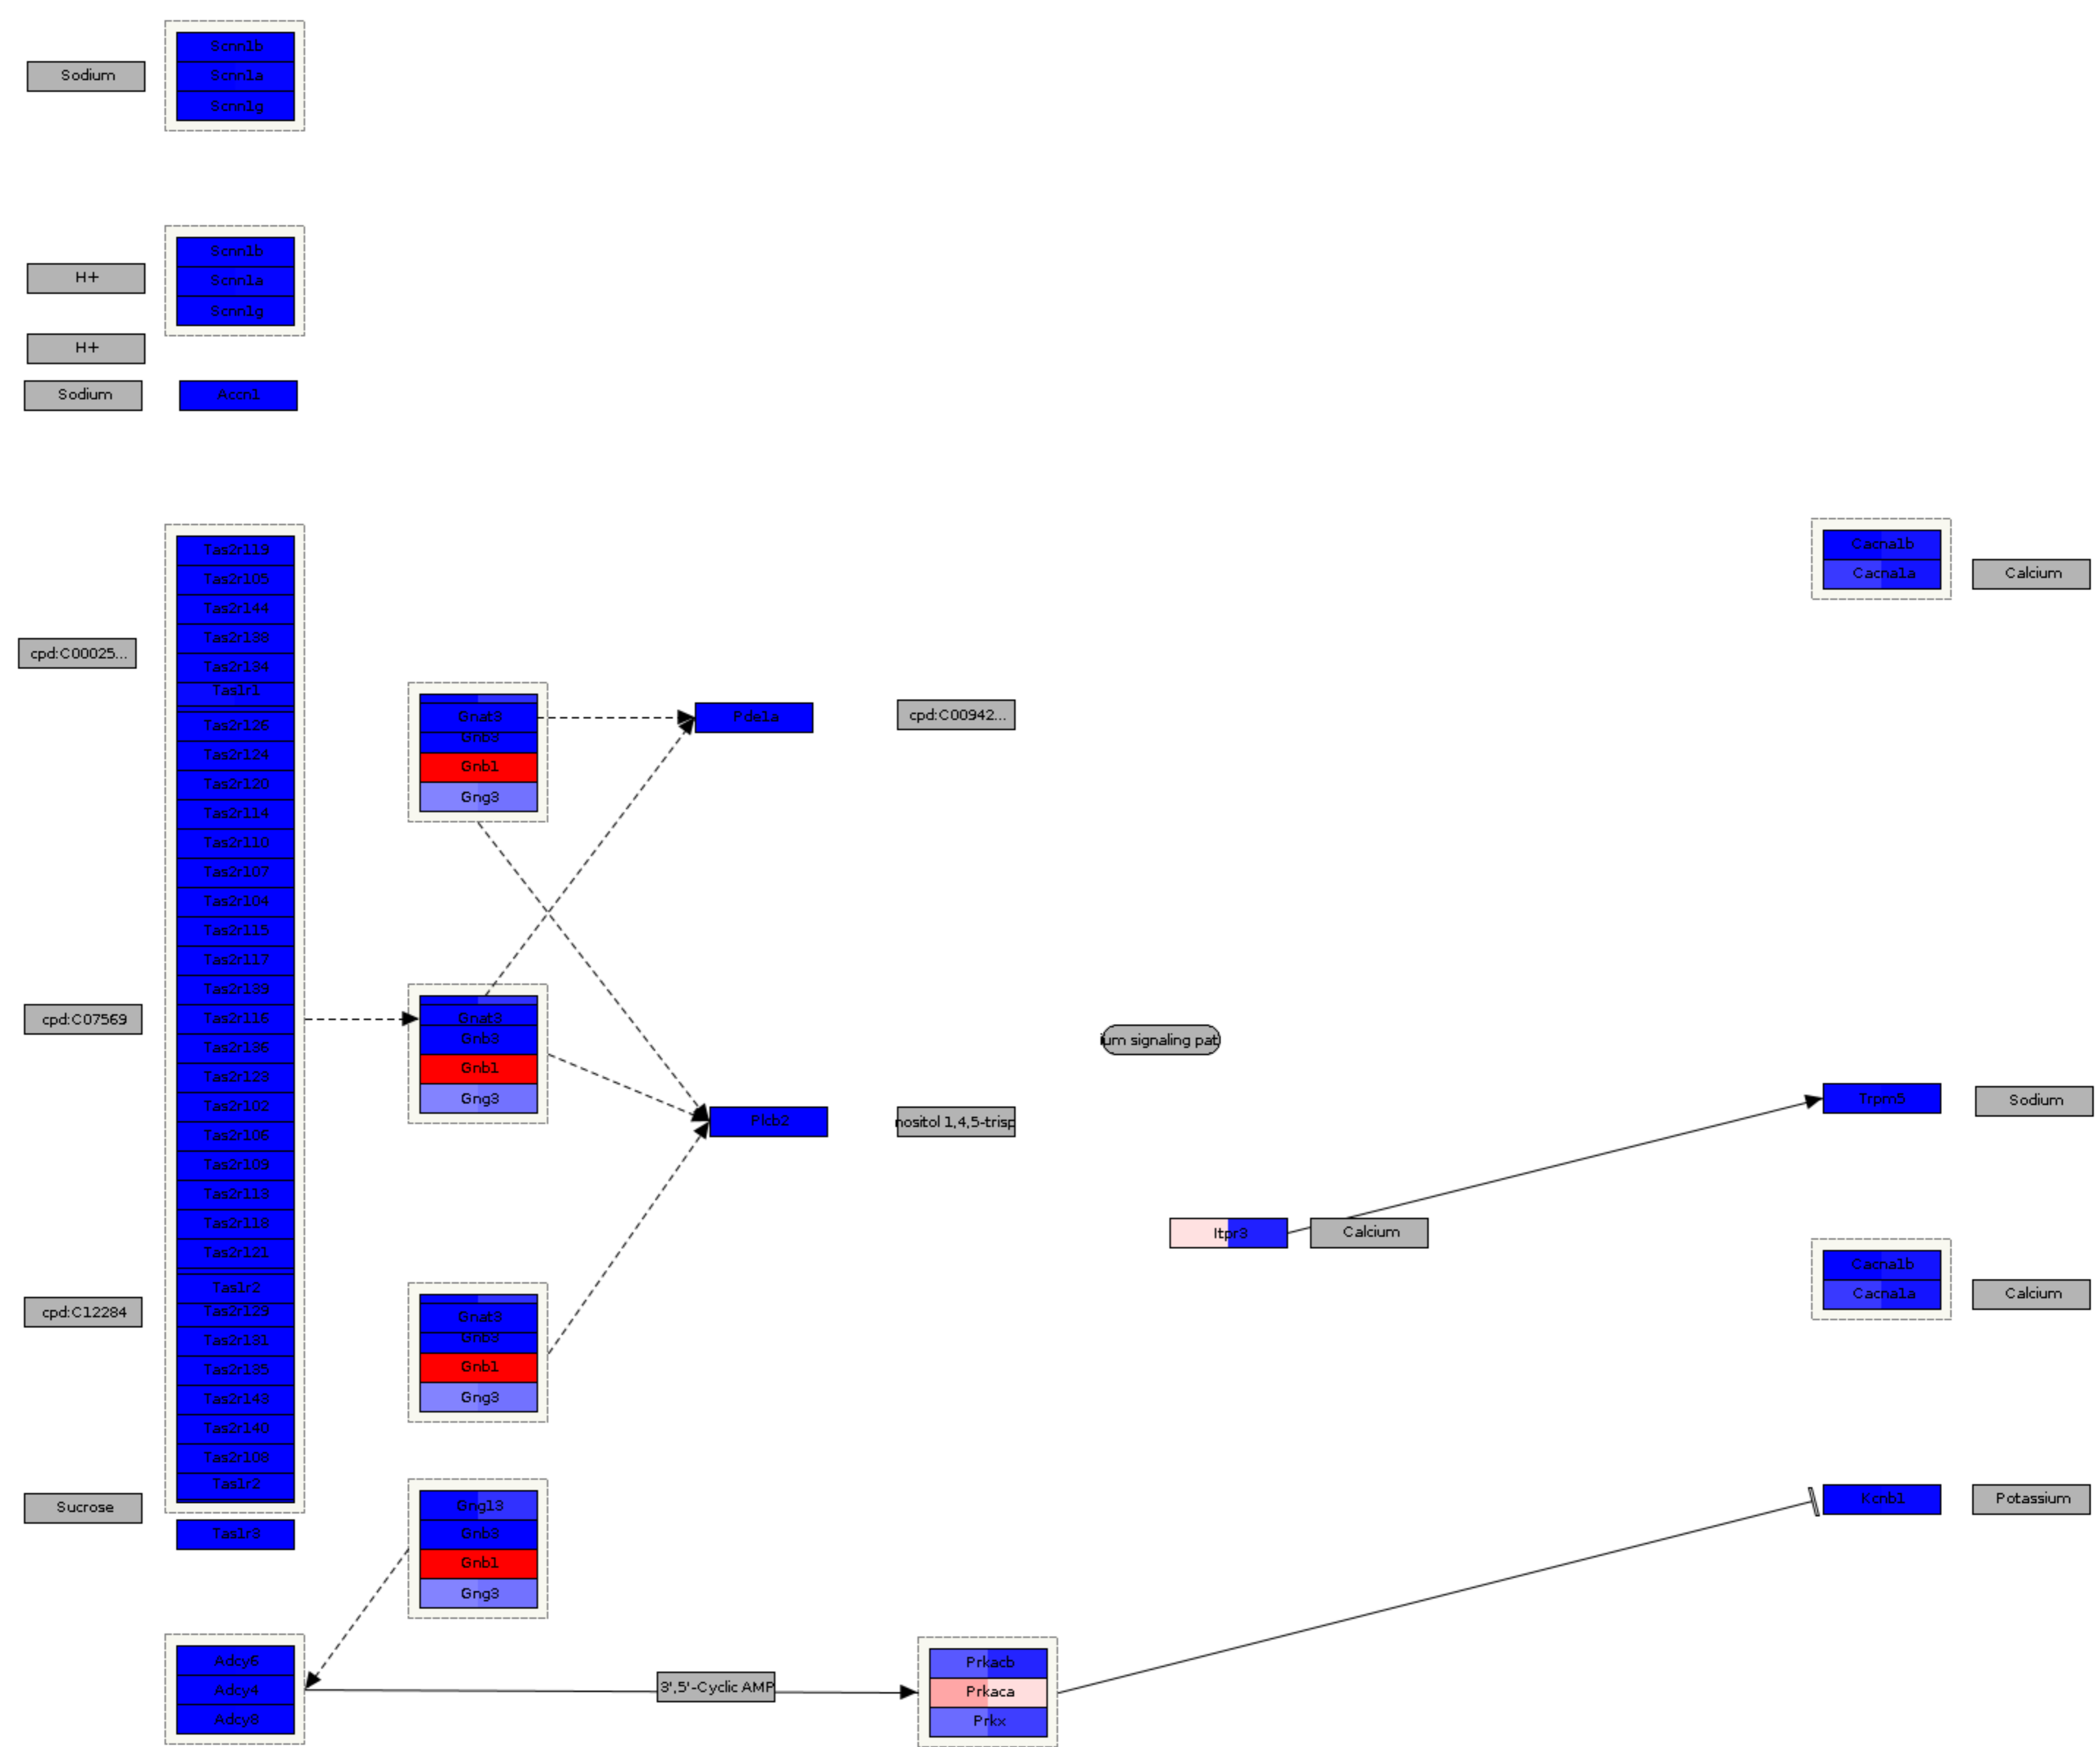 Scnn1b
Sodium
Scnn1a
Scnn1g
Scnn1b
H+
Scnn1a
Scnn1g
H+
Sodium
Accn1
Tas2r119
Tas2r105
Tas2r144
Tas2r138
Tas2r134
Tas1r1
Tas2r126
Tas2r124
Tas2r120
Tas2r114
Tas2r110
Tas2r107
Tas2r104
Tas2r115
Tas2r117
Tas2r139
Tas2r116
Tas2r136
Tas2r123
Tas2r102
Tas2r106
Tas2r109
Tas2r113
Tas2r118
Tas2r121
Tas1r2
Tas2r129
Tas2r131
Tas2r135
Tas2r143
Tas2r140
Tas2r108
Tas1r2
Tas1r3
cpd:C00025...
cpd:C07569
cpd:C12284
Sucrose
Gnat3
Gnb3
Gnb1
Gng3
Gnat3
Gnb3
Gnb1
Gng3
Gnat3
Gnb3
Gnb1
Gng3
Gng13
Gnb3
Gnb1
Gng3
Adcy6
Adcy4
Adcy8
Pde1a
cpd:C00942...
Plcb2
nositol 1,4,5-trisp
ium signaling pat
Itpr3
Calcium
3',5'-Cyclic AMP
Prkacb
Prkaca
Prkx
Cacna1b
Cacna1a
Calcium
Trpm5
Sodium
Cacna1b
Cacna1a
Calcium
Kcnb1
Potassium